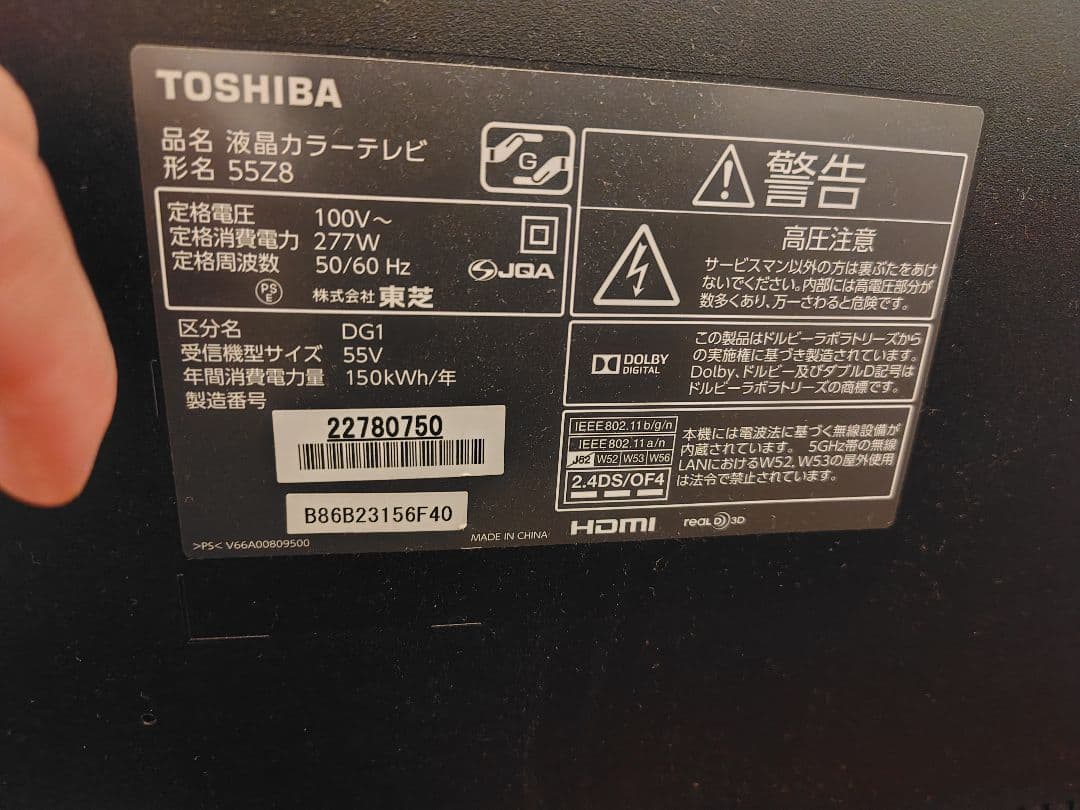 TOSHIBA
品名 液晶カラーテレビ
形名 55Z8
G
定格電圧 100V～
定格消費電力 277W
定格周波数 50/60 Hz
JQA
PS
E
株式会社 東芝
区分名 DG1
受信機型サイズ 55V
年間消費電力量 150kWh/年
製造番号
22780750
B86B23156F40
>PS< V66A00809500
MADE IN CHINA
警告
高圧注意
サービスマン以外の方は裏ぶたをあけ
ないでください。内部には高電圧部分が
数多くあり、万一さわると危険です。
DOLBY
DIGITAL
この製品はドルビーラボラトリーズから
の実施権に基づき製造されています。
Dolby、ドルビー及びダブルD記号は
ドルビーラボラトリーズの商標です。
IEEE802.11b/g/n
IEEE802.11a/n
J52 W52 W53 W56
2.4DS/OF4
本機には電波法に基づく無線設備が
内蔵されています。 5GHz帯の無線
LANにおけるW52、W53の屋外使用
は法令で禁止されています。
HDMI
REALD 3D